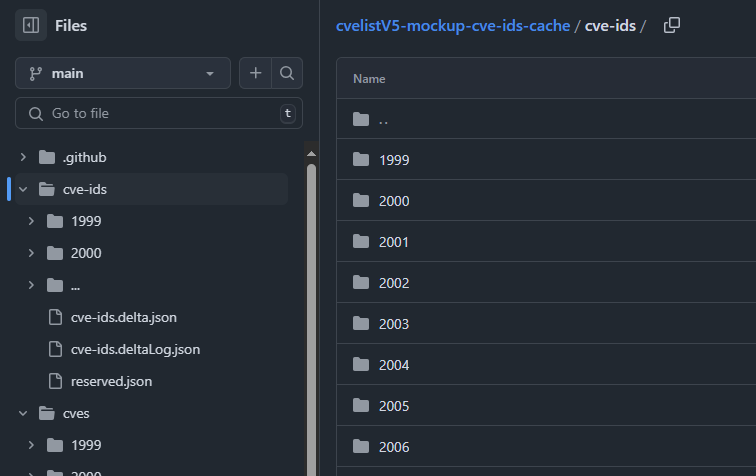 Files
main
Go to file
t
.github
cve-ids
1999
2000
...
cve-ids.delta.json
cve-ids.deltaLog.json
reserved.json
cves
1999
2000
cvelistV5-mockup-cve-ids-cache / cve-ids /
Name
..
1999
2000
2001
2002
2003
2004
2005
2006